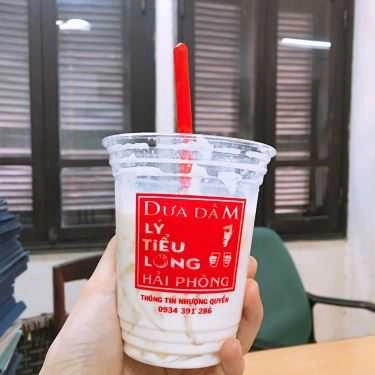 DỪA DẦM
LÝ
TIỂU
LONG
HẢI PHÒNG
THÔNG TIN NHƯỢNG QUYỀN
0934 391 286